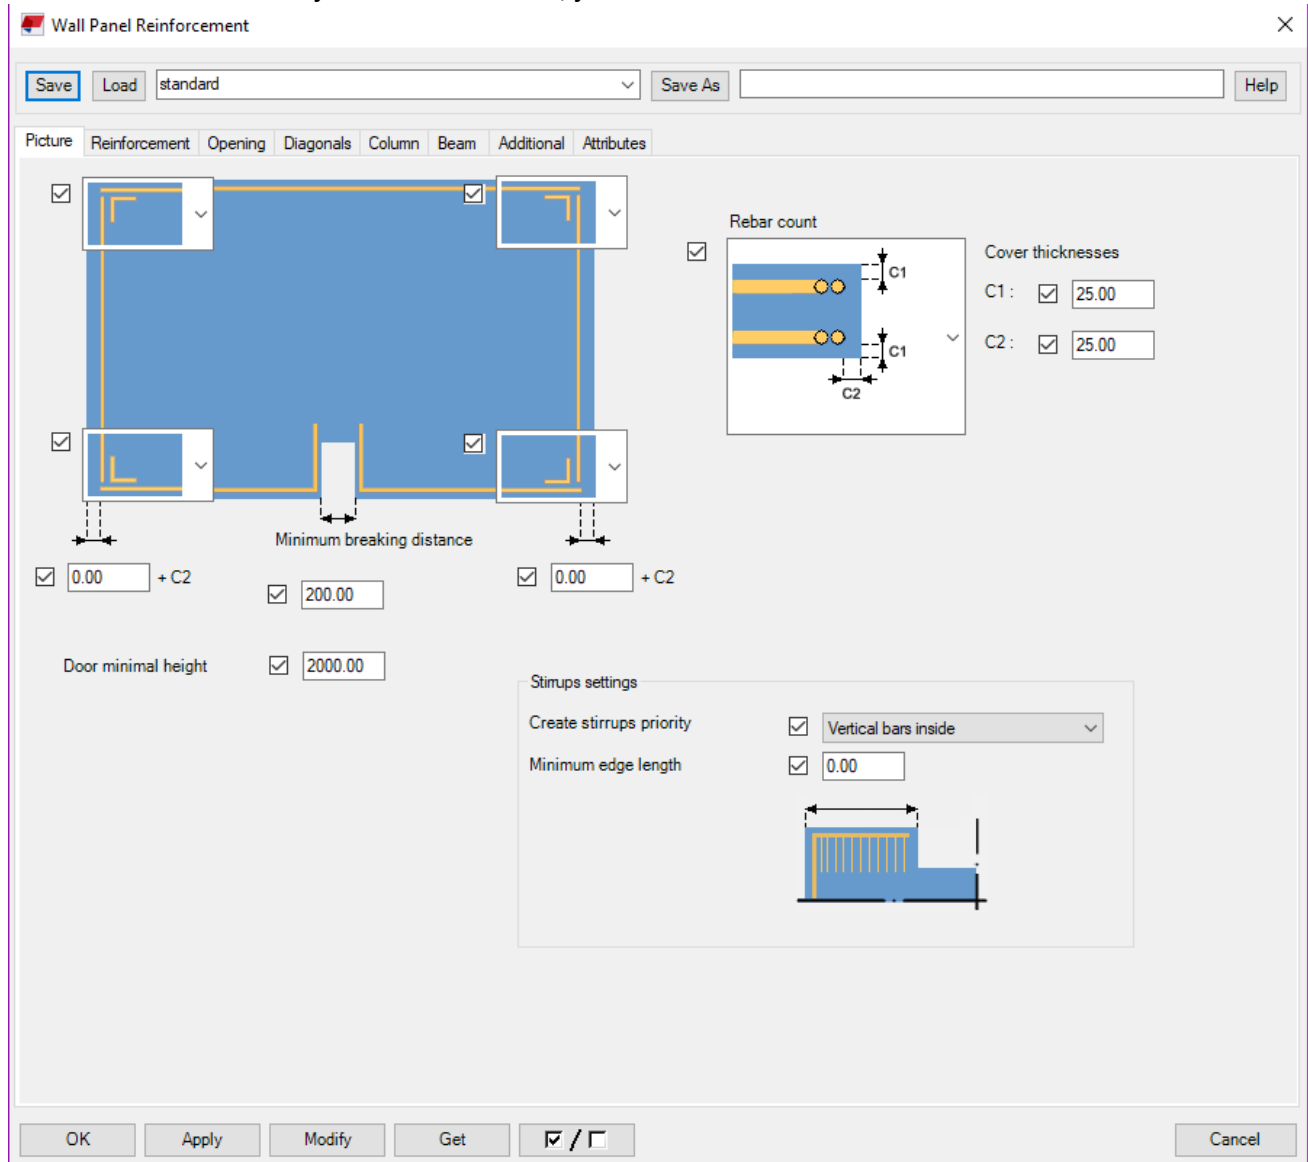 Wall Panel Reinforcement
Save Load standard Save As Help
Picture Reinforcement Opening Diagonals Column Beam Additional Attributes
Rebar count
Cover thicknesses
C1
C1 : 25.00
C1
C2 : 25.00
C2
Minimum breaking distance
0.00 + C2
0.00 + C2
200.00
Door minimal height 2000.00
Stirrups settings
Create stirrups priority Vertical bars inside
Minimum edge length 0.00
OK Apply Modify Get / Cancel